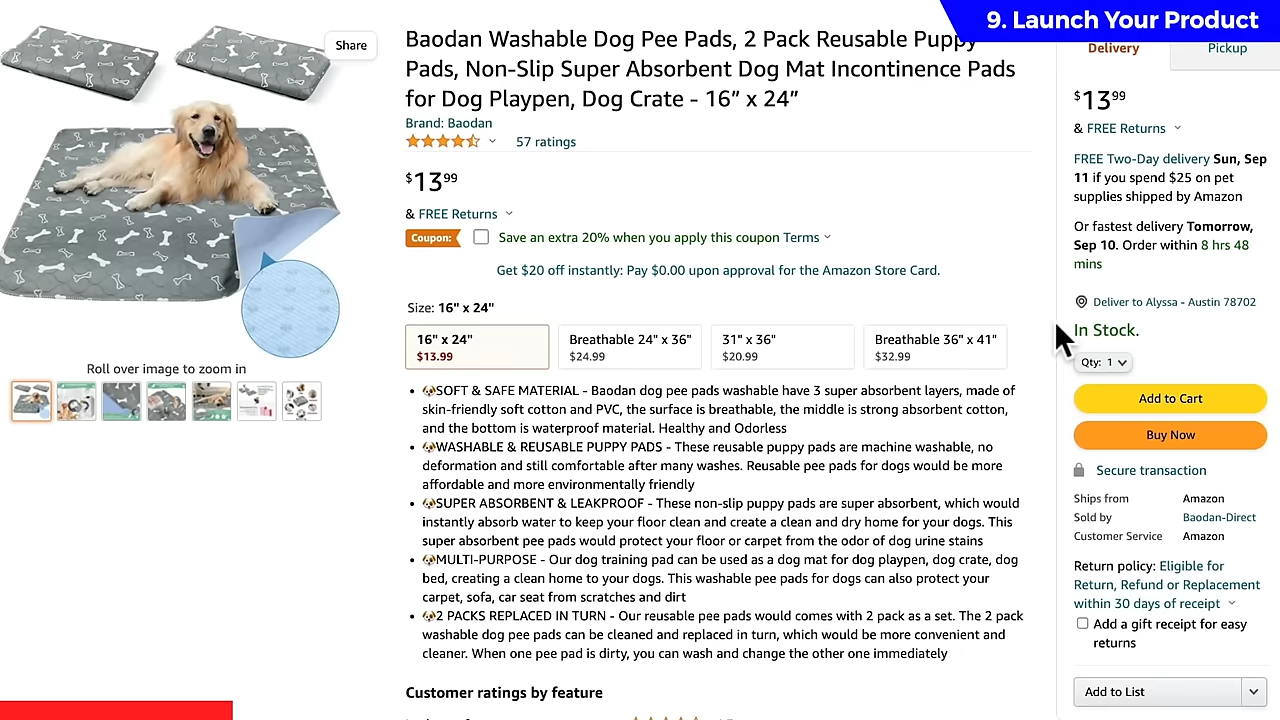 9. Launch Your Product
Share
Baodan Washable Dog Pee Pads, 2 Pack Reusable Puppy
Pads, Non-Slip Super Absorbent Dog Mat Incontinence Pads
for Dog Playpen, Dog Crate - 16” x 24”
Brand: Baodan
57 ratings
$13 99
& FREE Returns
Coupon: Save an extra 20% when you apply this coupon Terms
Get $20 off instantly: Pay $0.00 upon approval for the Amazon Store Card.
Size: 16" x 24"
16" x 24"
$13.99
Breathable 24" x 36"
$24.99
31" x 36"
$20.99
Breathable 36" x 41"
$32.99
Roll over image to zoom in
• 🐶SOFT & SAFE MATERIAL - Baodan dog pee pads washable have 3 super absorbent layers, made of
skin-friendly soft cotton and PVC, the surface is breathable, the middle is strong absorbent cotton,
and the bottom is waterproof material. Healthy and Odorless
• 🐶WASHABLE & REUSABLE PUPPY PADS - These reusable puppy pads are machine washable, no
deformation and still comfortable after many washes. Reusable pee pads for dogs would be more
affordable and more environmentally friendly
• 🐶SUPER ABSORBENT & LEAKPROOF - These non-slip puppy pads are super absorbent, which would
instantly absorb water to keep your floor clean and create a clean and dry home for your dogs. This
super absorbent pee pads would protect your floor or carpet from the odor of dog urine stains
• 🐶MULTI-PURPOSE - Our dog training pad can be used as a dog mat for dog playpen, dog crate, dog
bed, creating a clean home to your dogs. This washable pee pads for dogs can also protect your
carpet, sofa, car seat from scratches and dirt
• 🐶2 PACKS REPLACED IN TURN - Our reusable pee pads would comes with 2 pack as a set. The 2 pack
washable dog pee pads can be cleaned and replaced in turn, which would be more convenient and
cleaner. When one pee pad is dirty, you can wash and change the other one immediately
Customer ratings by feature
Delivery
Pickup
$13 99
& FREE Returns
FREE Two-Day delivery Sun, Sep
11 if you spend $25 on pet
supplies shipped by Amazon
Or fastest delivery Tomorrow,
Sep 10. Order within 8 hrs 48
mins
Deliver to Alyssa - Austin 78702
In Stock.
Qty: 1
Add to Cart
Buy Now
Secure transaction
Ships from Amazon
Sold by Baodan-Direct
Customer Service Amazon
Return policy: Eligible for
Return, Refund or Replacement
within 30 days of receipt
Add a gift receipt for easy
returns
Add to List